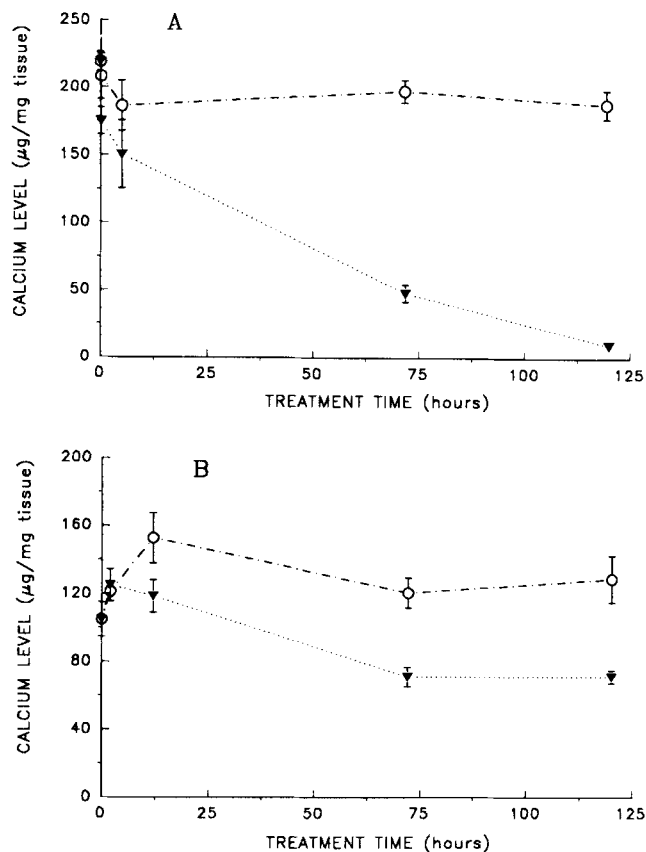 A
CALCIUM LEVEL (µg/mg tissue)
250
200
150
100
50
0
0 25 50 75 100 125
TREATMENT TIME (hours)
B
CALCIUM LEVEL (µg/mg tissue)
200
160
120
80
40
0
0 25 50 75 100 125
TREATMENT TIME (hours)